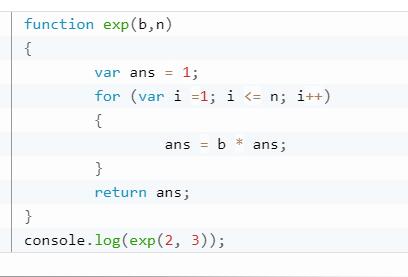 function exp(b,n)
{
var ans = 1;
for (var i =1; i <= n; i++)
{
ans = b * ans;
}
return ans;
}
console.log(exp(2, 3));